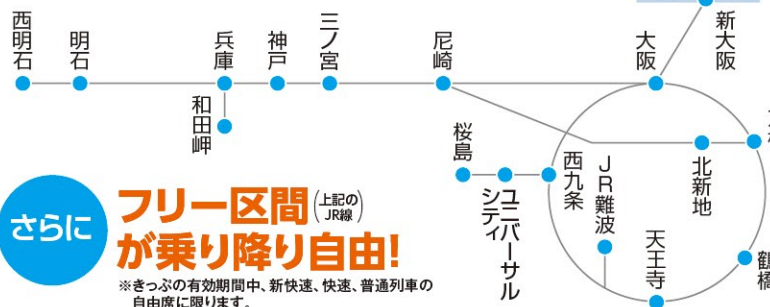 西明石
明石
兵庫
神戸
三ノ宮
尼崎
大阪
新大阪
和田岬
桜島
ユニバーサル
シティ
西九条
JR難波
北新地
天王寺
鶴橋
さらに
フリー区間(上記の
JR線)
が乗り降り自由!
※きっぷの有効期間中、新快速、快速、普通列車の
自由席に限ります。